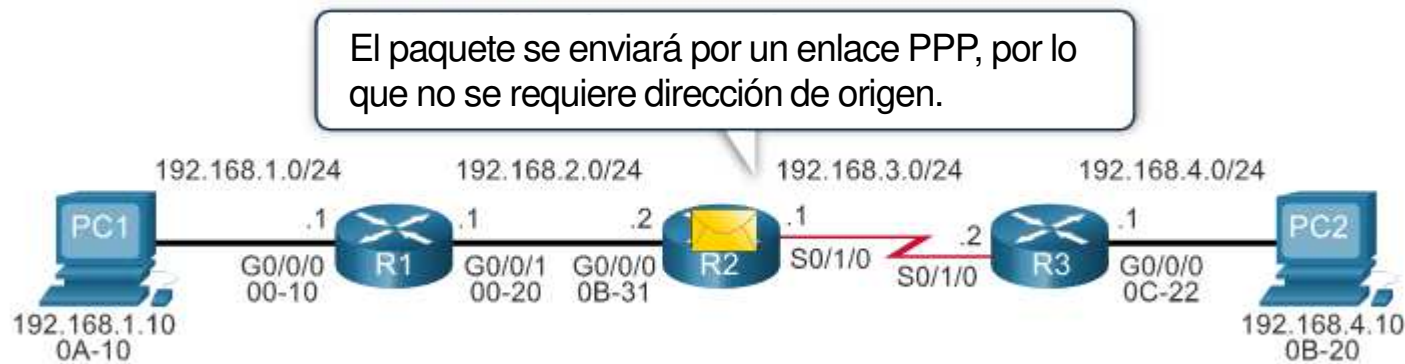 El paquete se enviará por un enlace PPP, por lo
que no se requiere dirección de origen.
192.168.1.0/24 192.168.2.0/24 192.168.3.0/24 192.168.4.0/24
PC1 .1 R1 .1 .2 R2 .1 .2 R3 .1 PC2
G0/0/0 G0/0/1 G0/0/0 S0/1/0 S0/1/0 G0/0/0
00-10 00-20 0B-31 0C-22
192.168.1.10 192.168.4.10
0A-10 0B-20